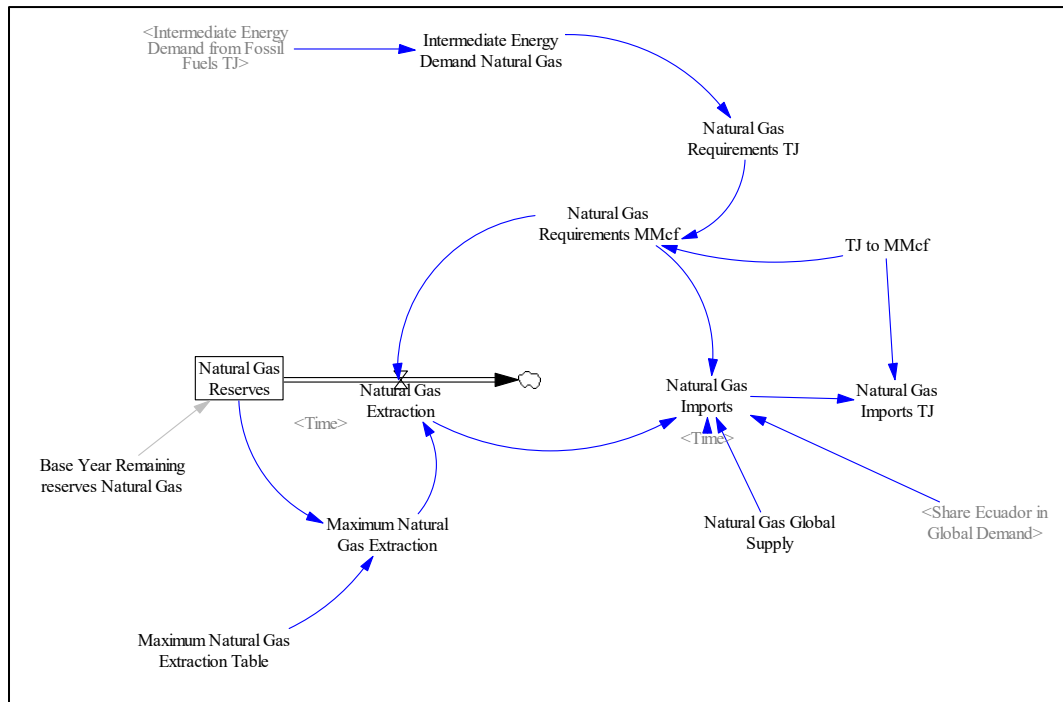 <Intermediate Energy
Demand from Fossil
Fuels TJ>
Intermediate Energy
Demand Natural Gas
Natural Gas
Requirements TJ
Natural Gas
Requirements MMcf
TJ to MMcf
Natural Gas
Reserves
Natural Gas
Extraction
<Time>
Natural Gas
Imports
<Time>
Natural Gas
Imports TJ
Base Year Remaining
reserves Natural Gas
Maximum Natural
Gas Extraction
Natural Gas Global
Supply
<Share Ecuador in
Global Demand>
Maximum Natural Gas
Extraction Table